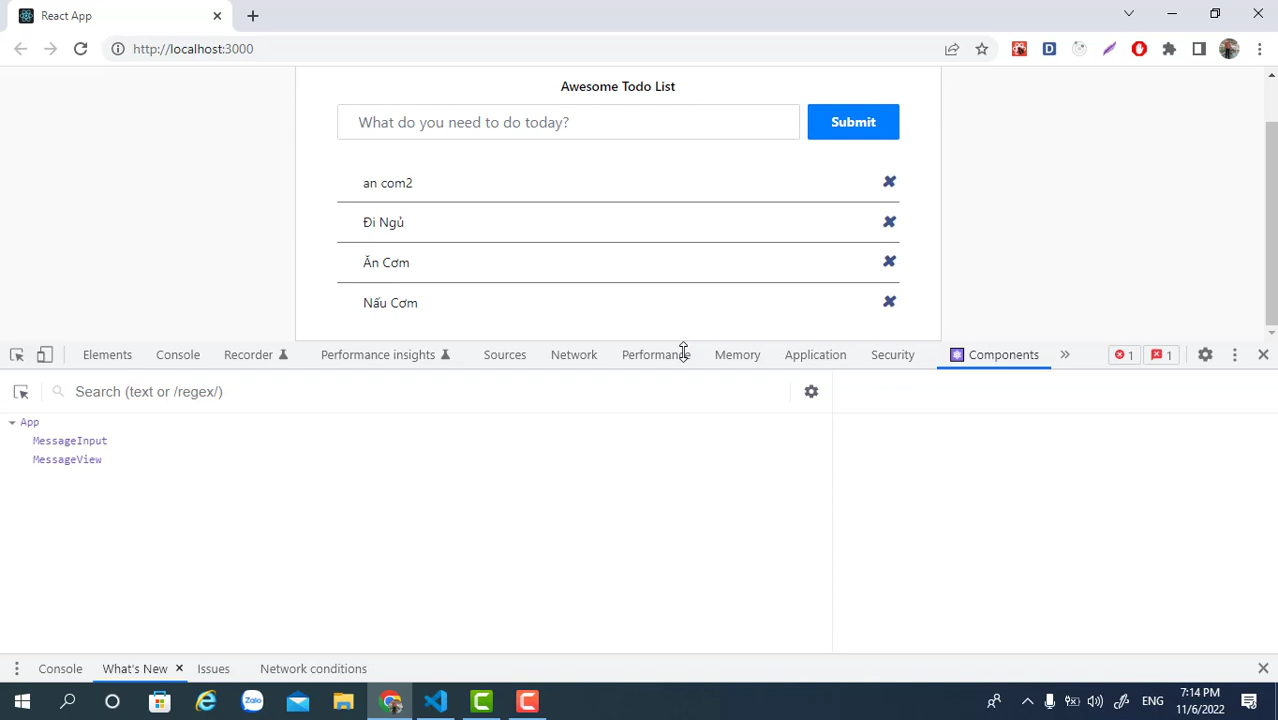 React App
http://localhost:3000
Awesome Todo List
What do you need to do today?
Submit
an com2
Đi Ngủ
Ăn Cơm
Nấu Cơm
Elements
Console
Recorder
Performance insights
Sources
Network
Performance
Memory
Application
Security
Components
1
1
Search (text or /regex/)
App
MessageInput
MessageView
Console
What's New
Issues
Network conditions
Zalo
ENG
7:14 PM
11/6/2022